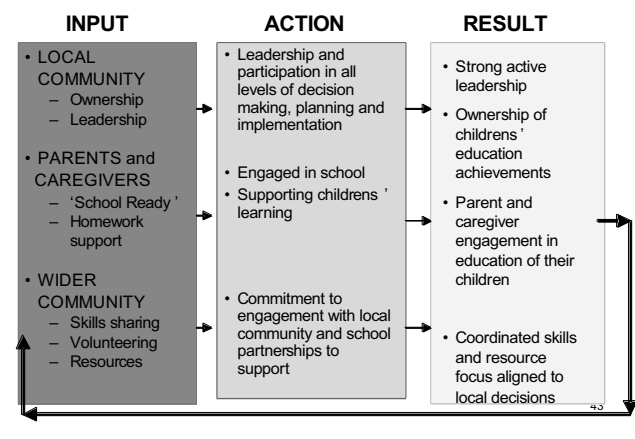 INPUT
• LOCAL
COMMUNITY
– Ownership
– Leadership
• PARENTS and
CAREGIVERS
– ‘School Ready ’
– Homework
support
• WIDER
COMMUNITY
– Skills sharing
– Volunteering
– Resources
ACTION
• Leadership and
participation in all
levels of decision
making, planning and
implementation
• Engaged in school
• Supporting childrens ’
learning
• Commitment to
engagement with local
community and school
partnerships to
support
RESULT
• Strong active
leadership
• Ownership of
childrens ’
education
achievements
• Parent and
caregiver
engagement in
education of their
children
• Coordinated skills
and resource
focus aligned to
local decisions